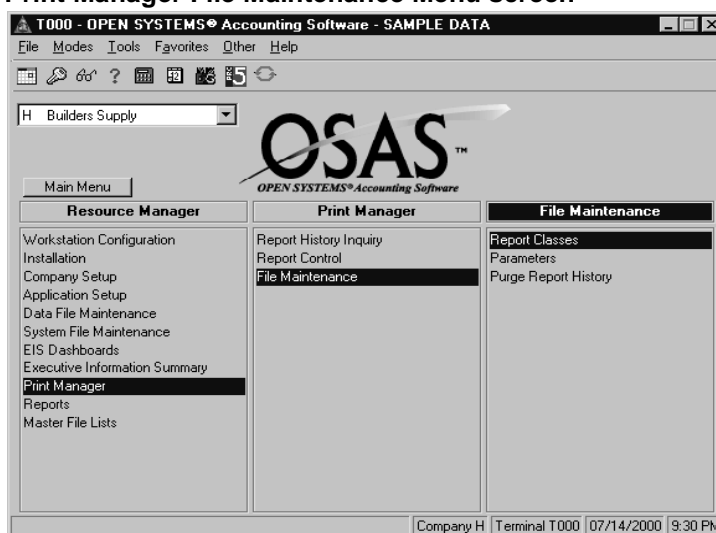 Print Manager File Maintenance Menu screen
T000 - OPEN SYSTEMS® Accounting Software - SAMPLE DATA
File Modes Tools Favorites Other Help
H Builders Supply
OSAS™
OPEN SYSTEMS® Accounting Software
Main Menu
Resource Manager
Workstation Configuration
Installation
Company Setup
Application Setup
Data File Maintenance
System File Maintenance
EIS Dashboards
Executive Information Summary
Print Manager
Reports
Master File Lists
Print Manager
Report History Inquiry
Report Control
File Maintenance
File Maintenance
Report Classes
Parameters
Purge Report History
Company H Terminal T000 07/14/2000 9:30 PM